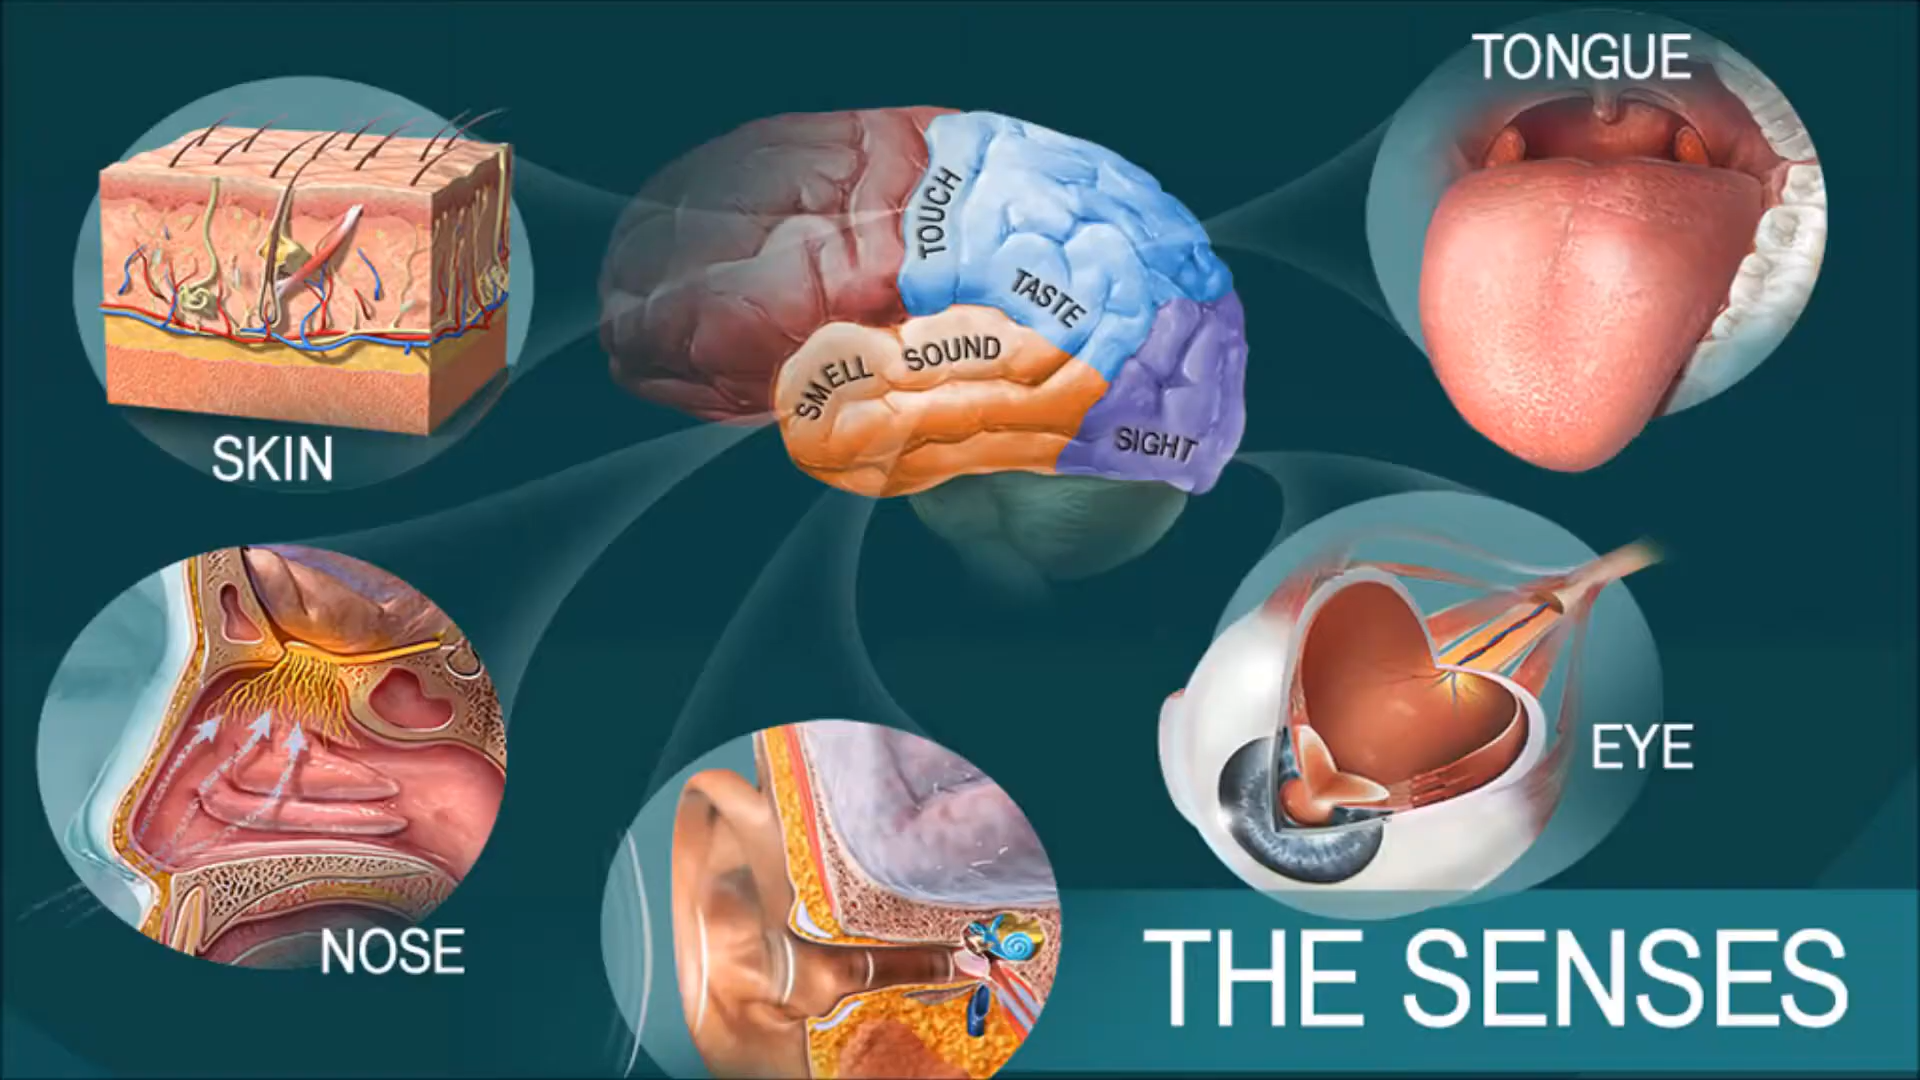 TONGUE
TOUCH
TASTE
SOUND
SMELL
SIGHT
SKIN
EYE
NOSE
THE SENSES